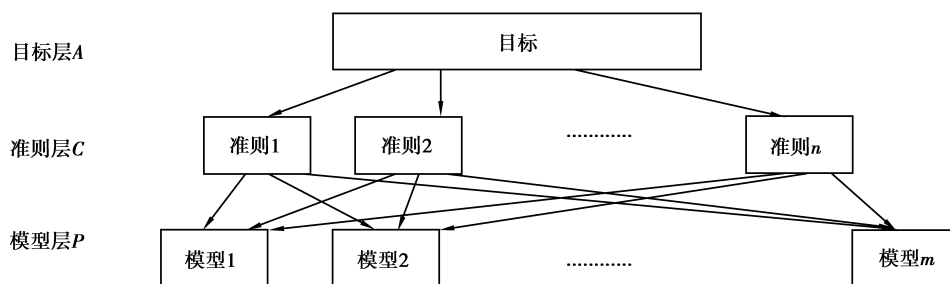 目标层A
目标
准则层C
准则1
准则2
…………
准则n
模型层P
模型1
模型2
…………
模型m